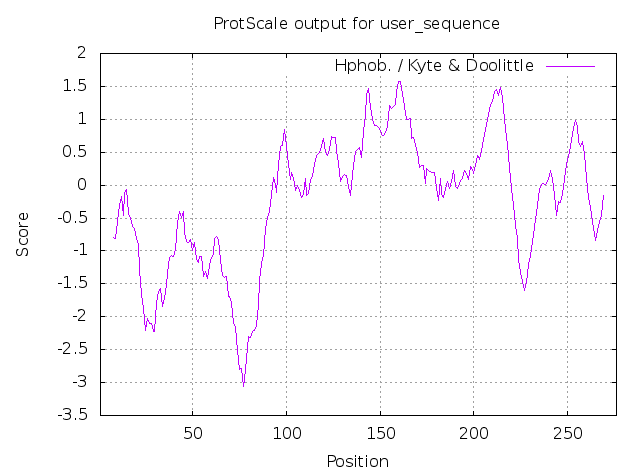 ProtScale output for user_sequence
Hphob. / Kyte & Doolittle
2
1.5
1
0.5
0
-0.5
-1
-1.5
-2
-2.5
-3
-3.5
Score
50 100 150 200 250
Position